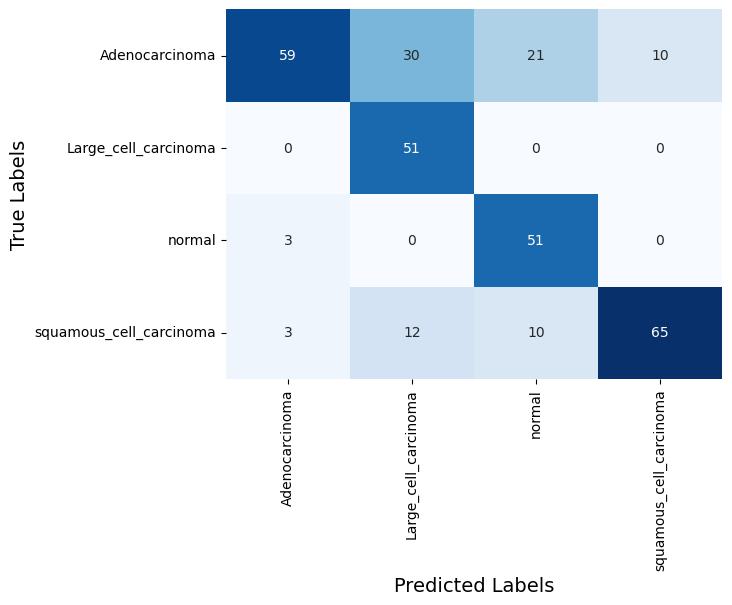 True Labels
Adenocarcinoma 59 30 21 10
Large_cell_carcinoma 0 51 0 0
normal 3 0 51 0
squamous_cell_carcinoma 3 12 10 65
Adenocarcinoma
Large_cell_carcinoma
normal
squamous_cell_carcinoma
Predicted Labels